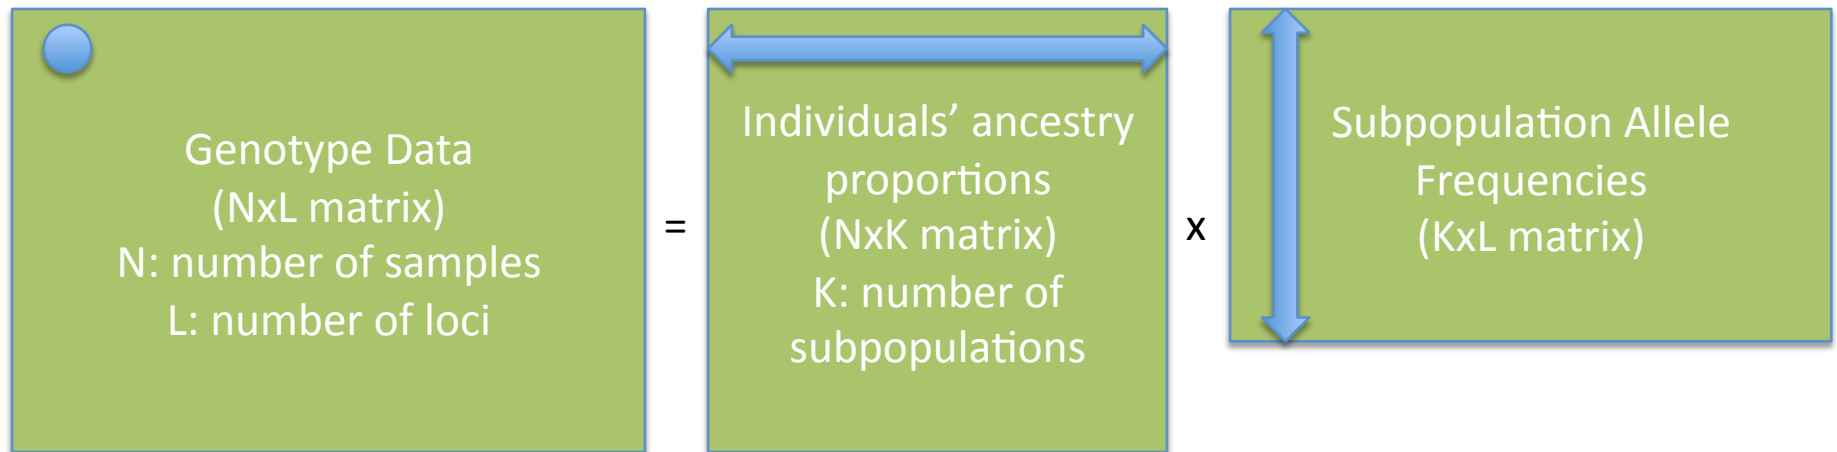 Genotype Data
(NxL matrix)
N: number of samples
L: number of loci
=
Individuals’ ancestry
proportions
(NxK matrix)
K: number of
subpopulations
x
Subpopulation Allele
Frequencies
(KxL matrix)